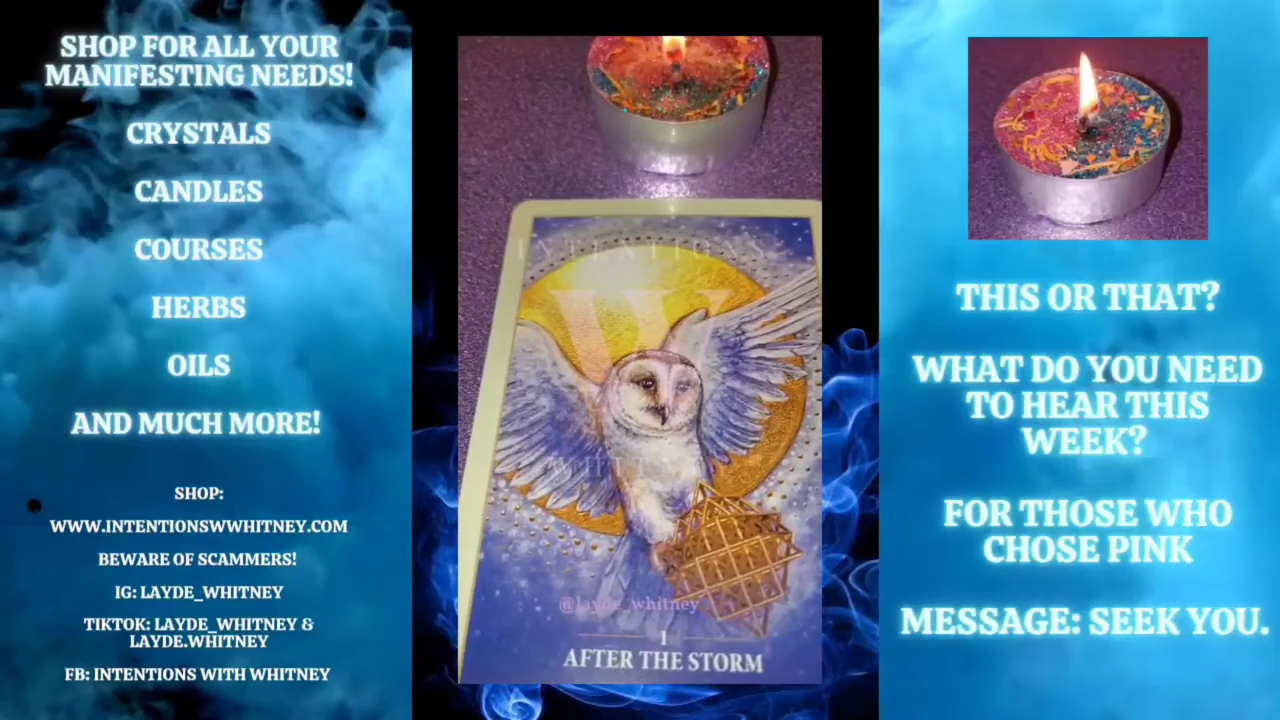 SHOP FOR ALL YOUR
MANIFESTING NEEDS!
CRYSTALS
CANDLES
COURSES
HERBS
OILS
AND MUCH MORE!
SHOP:
WWW.INTENTIONSWWHITNEY.COM
BEWARE OF SCAMMERS!
IG: LAYDE_WHITNEY
TIKTOK: LAYDE_WHITNEY &
LAYDE.WHITNEY
FB: INTENTIONS WITH WHITNEY
INTENTIONS
W
WHITNEY
@layde_whitney
1
AFTER THE STORM
THIS OR THAT?
WHAT DO YOU NEED
TO HEAR THIS
WEEK?
FOR THOSE WHO
CHOSE PINK
MESSAGE: SEEK YOU.